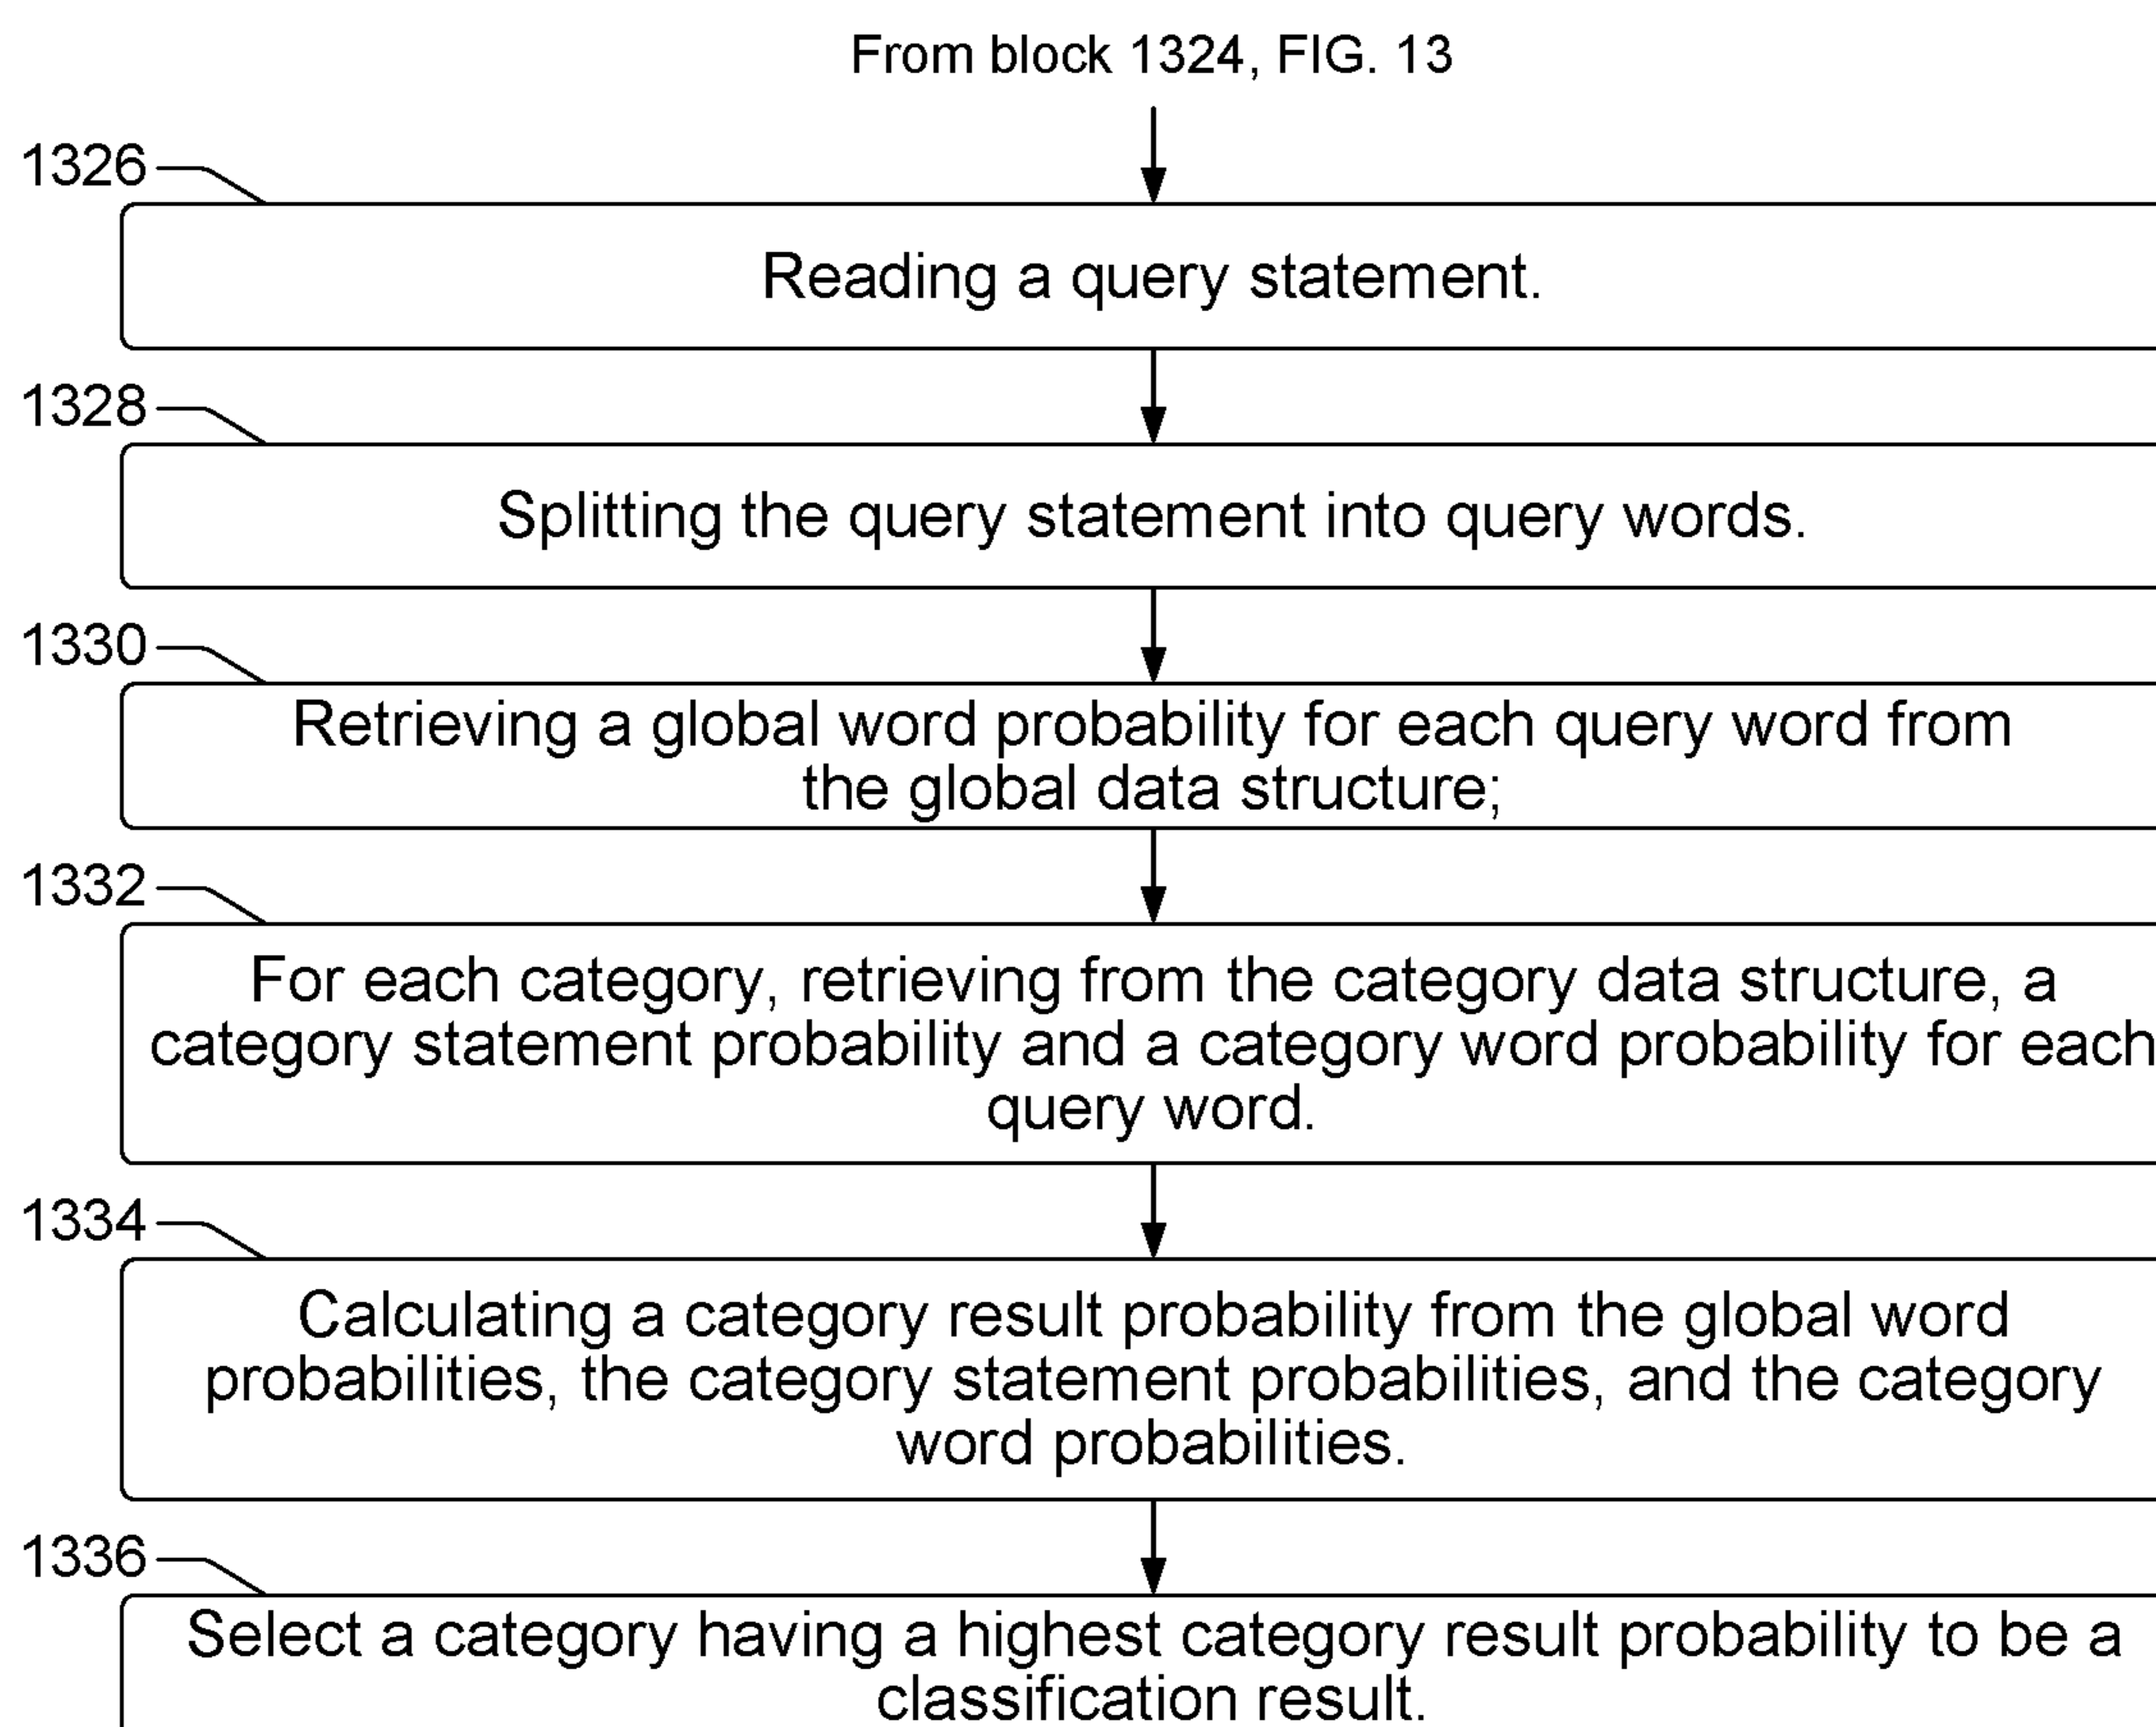 From block 1324, FIG. 13
1326
Reading a query statement.
1328
Splitting the query statement into query words.
1330
Retrieving a global word probability for each query word from
the global data structure;
1332
For each category, retrieving from the category data structure, a
category statement probability and a category word probability for each
query word.
1334
Calculating a category result probability from the global word
probabilities, the category statement probabilities, and the category
word probabilities.
1336
Select a category having a highest category result probability to be a
classification result.